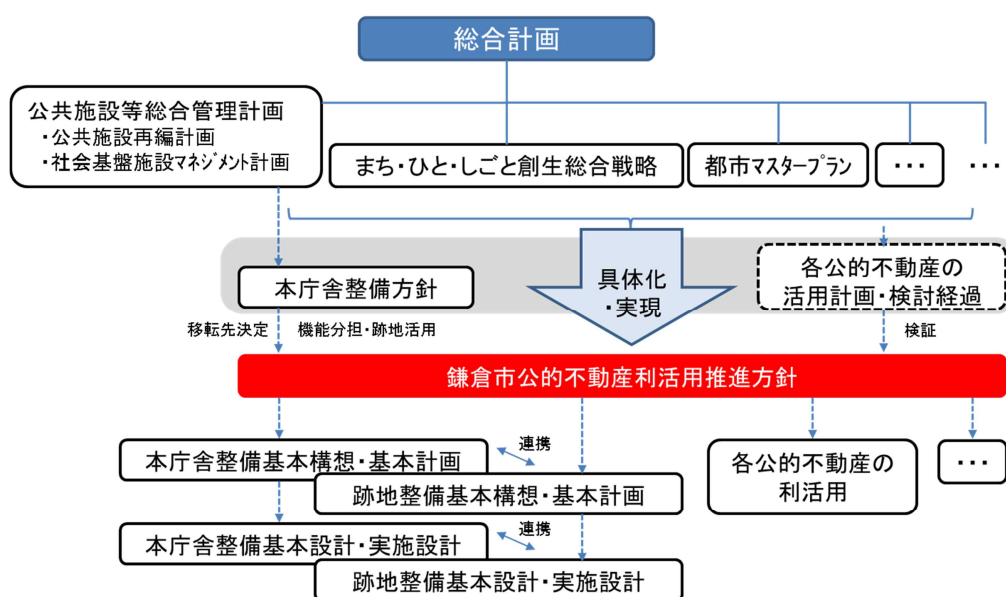 総合計画
公共施設等総合管理計画
・公共施設再編計画
・社会基盤施設マネジメント計画
まち・ひと・しごと創生総合戦略
都市マスタープラン
･･･
･･･
本庁舎整備方針
具体化
・実現
各公的不動産の
活用計画・検討経過
移転先決定
機能分担・跡地活用
検証
鎌倉市公的不動産利活用推進方針
本庁舎整備基本構想・基本計画
連携
跡地整備基本構想・基本計画
各公的不動産の
利活用
･･･
本庁舎整備基本設計・実施設計
連携
跡地整備基本設計・実施設計